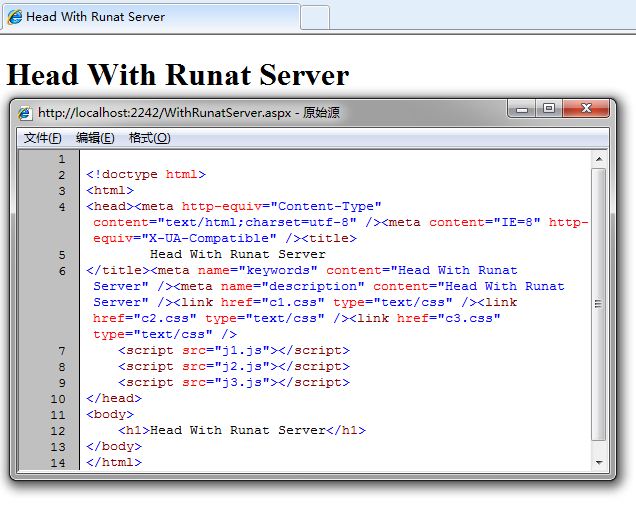 Head With Runat Server
Head With Runat Server
http://localhost:2242/WithRunatServer.aspx - 原始源
文件(F) 编辑(E) 格式(O)
1
2 <!doctype html>
3 <html>
4 <head><meta http-equiv="Content-Type"
content="text/html;charset=utf-8" /><meta content="IE=8" http-
equiv="X-UA-Compatible" /><title>
5 Head With Runat Server
6 </title><meta name="keywords" content="Head With Runat
Server" /><meta name="description" content="Head With Runat
Server" /><link href="c1.css" type="text/css" /><link
href="c2.css" type="text/css" /><link href="c3.css"
type="text/css" />
7 <script src="j1.js"></script>
8 <script src="j2.js"></script>
9 <script src="j3.js"></script>
10 </head>
11 <body>
12 <h1>Head With Runat Server</h1>
13 </body>
14 </html>